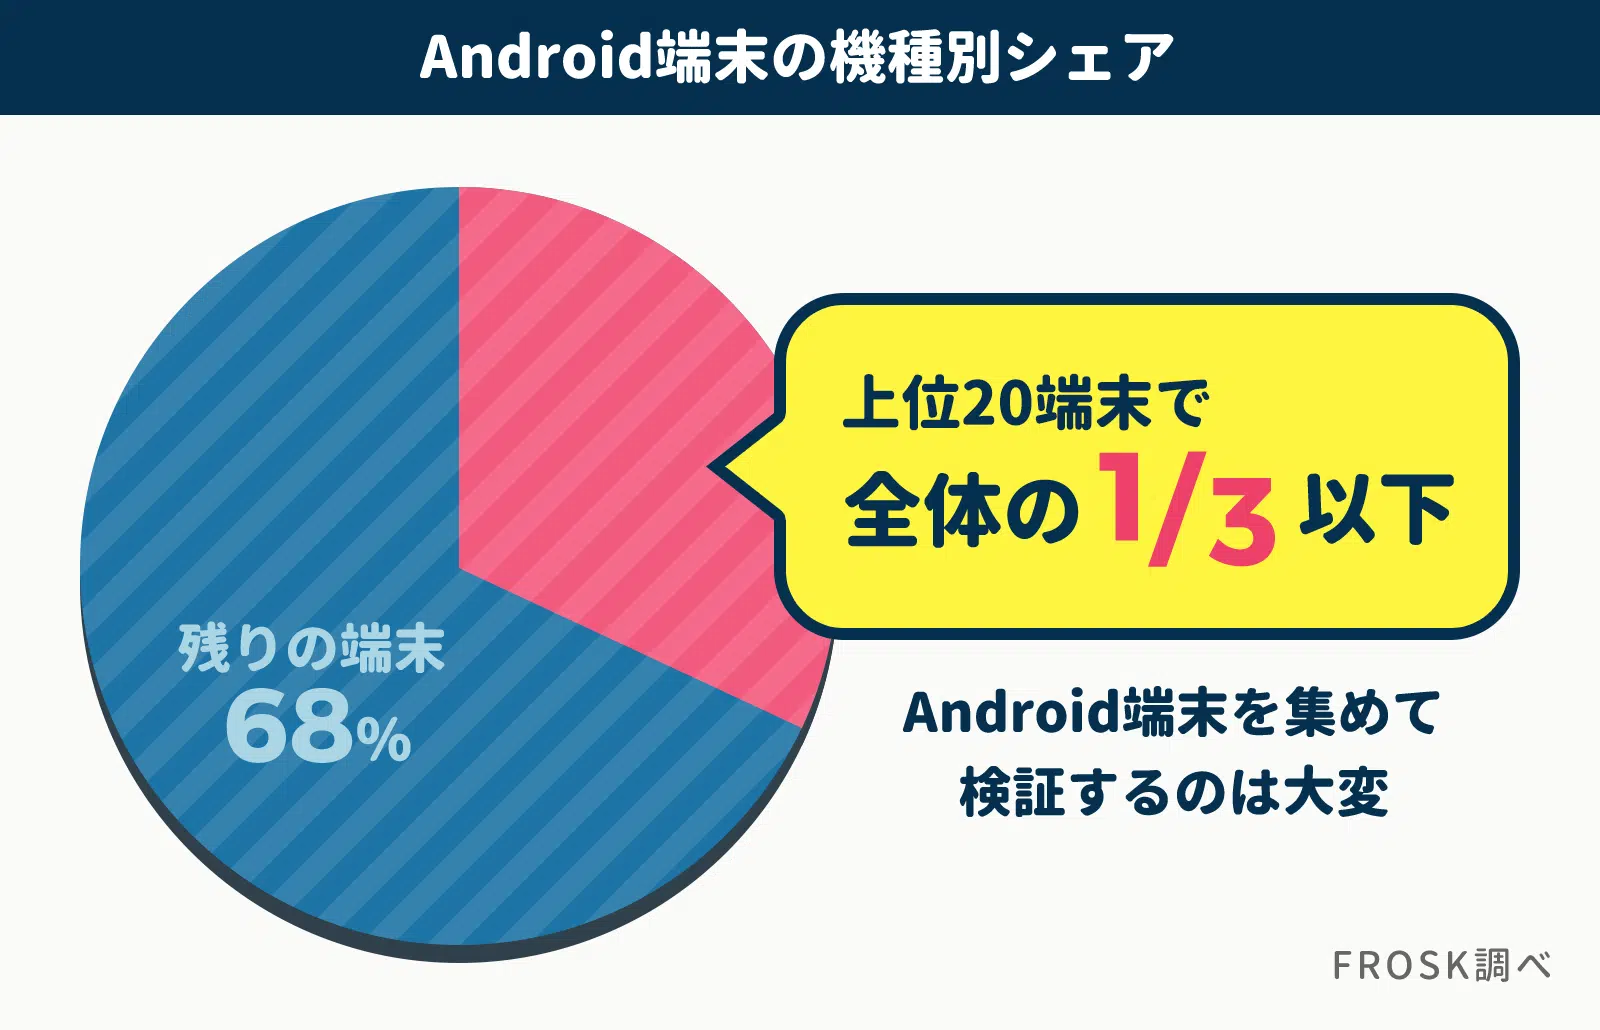 Android端末の機種別シェア
上位20端末で
全体の1/3以下
残りの端末
68%
Android端末を集めて
検証するのは大変
FROSK調べ